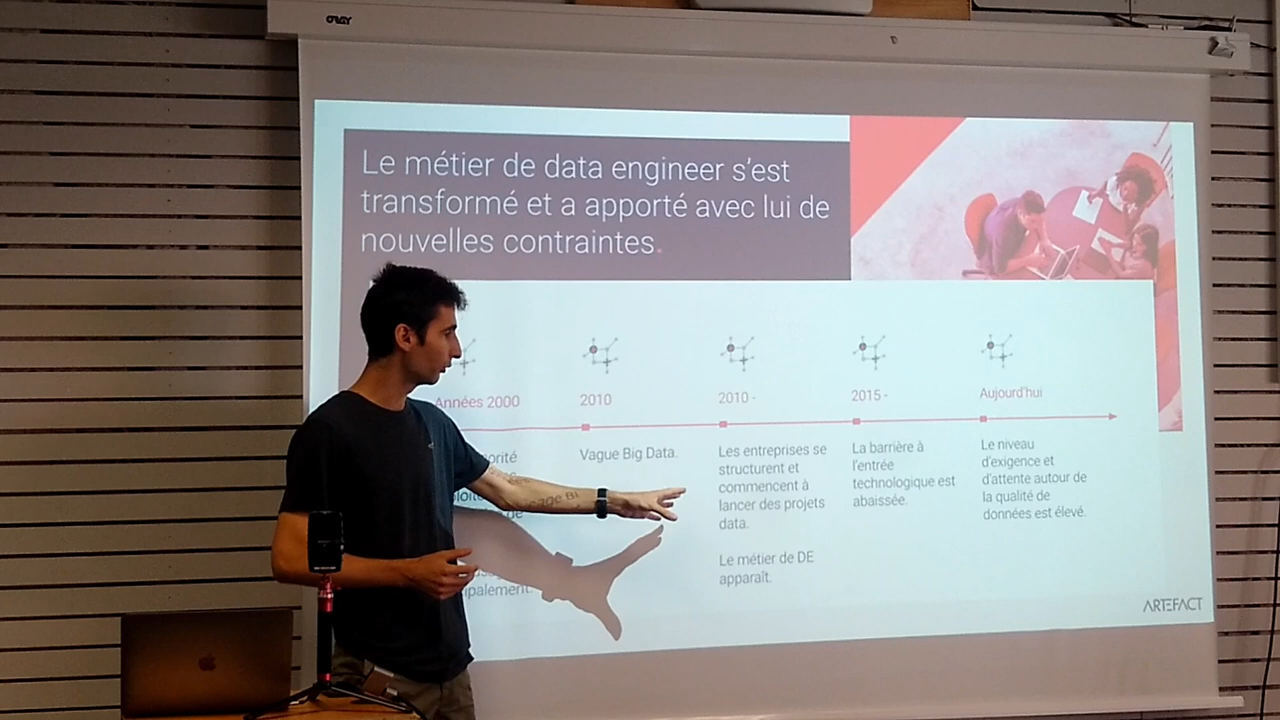 ORAY
Le métier de data engineer s'est
transformé et a apporté avec lui de
nouvelles contraintes.
Années 2000
2010
Vague Big Data.
2010 -
Les entreprises se
structurent et
commencent à
lancer des projets
data.
Le métier de DE
apparaît.
2015 -
La barrière à
l'entrée
technologique est
abaissée.
Aujourd'hui
Le niveau
d'exigence et
d'attente autour de
la qualité de
données est élevé.
ARTEFACT